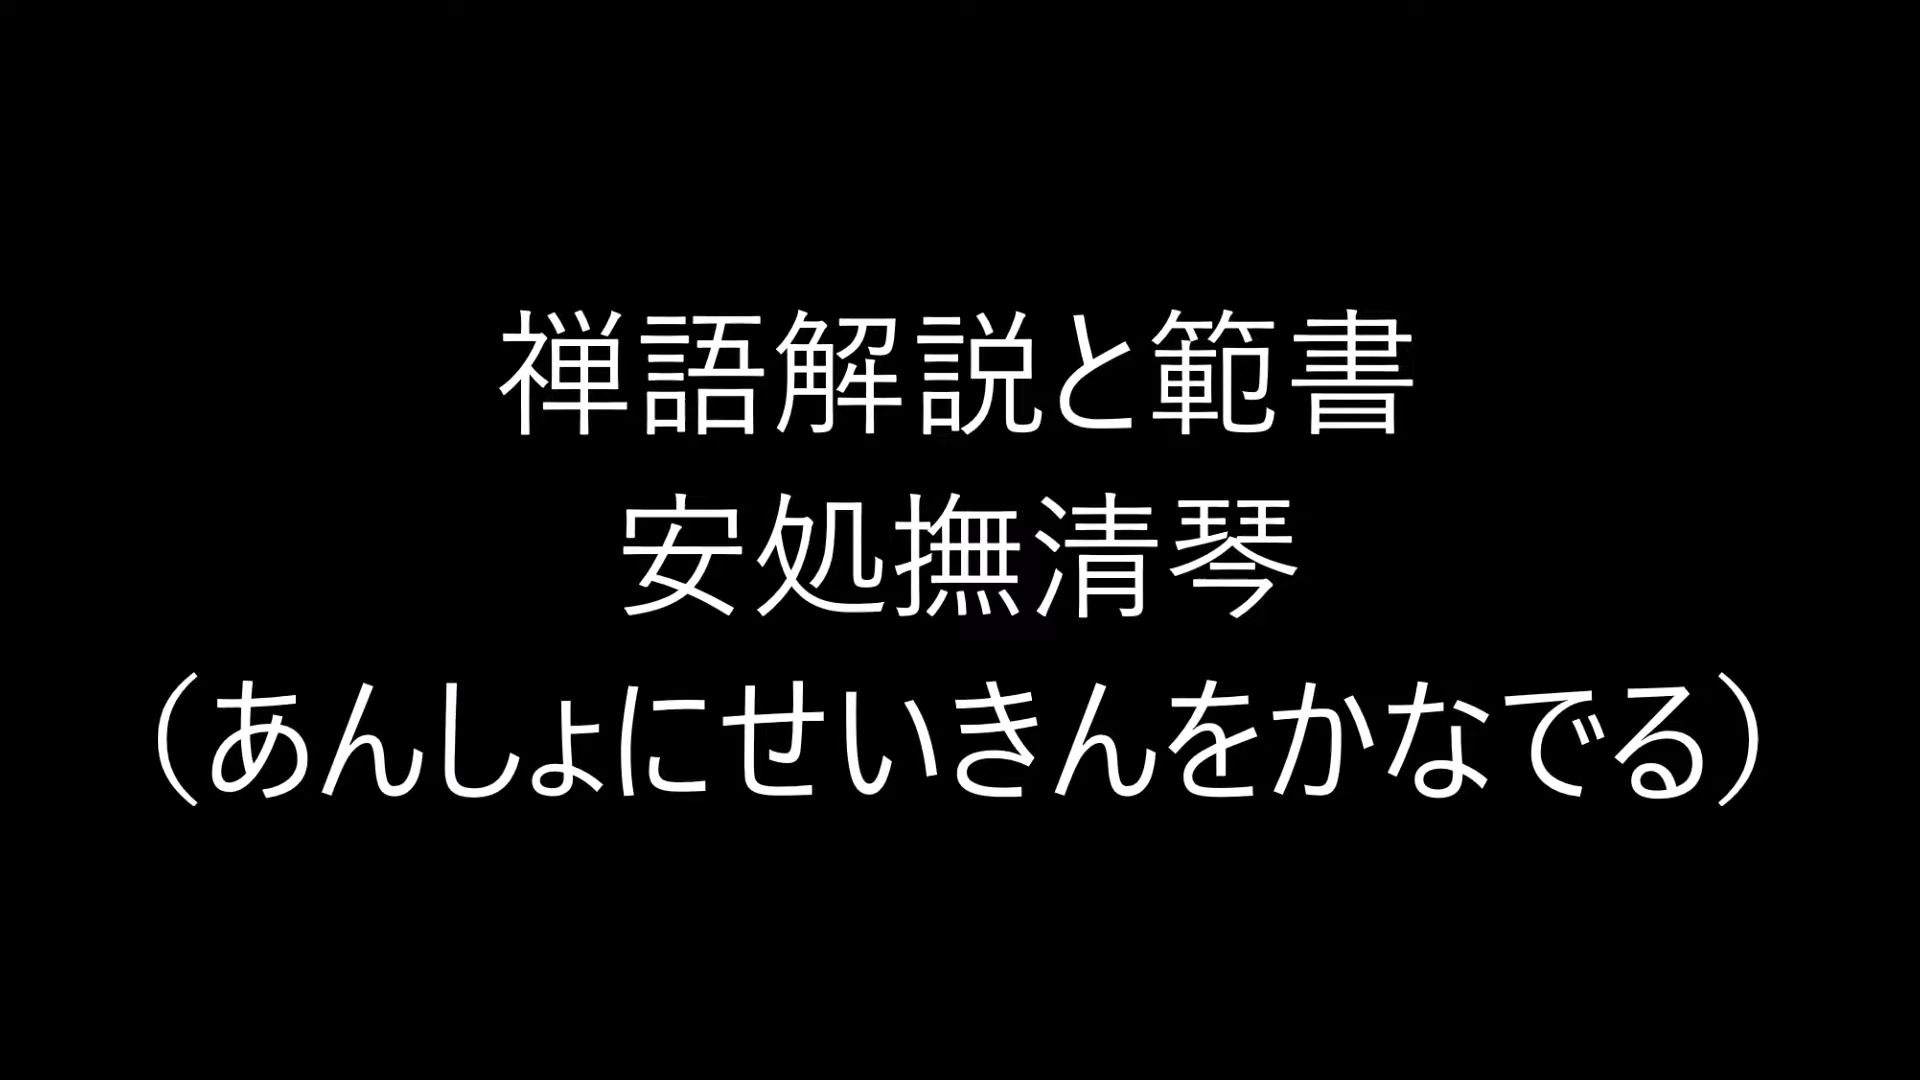 禅語解説と範書
安処撫清琴
（あんしょにせいきんをかなでる）